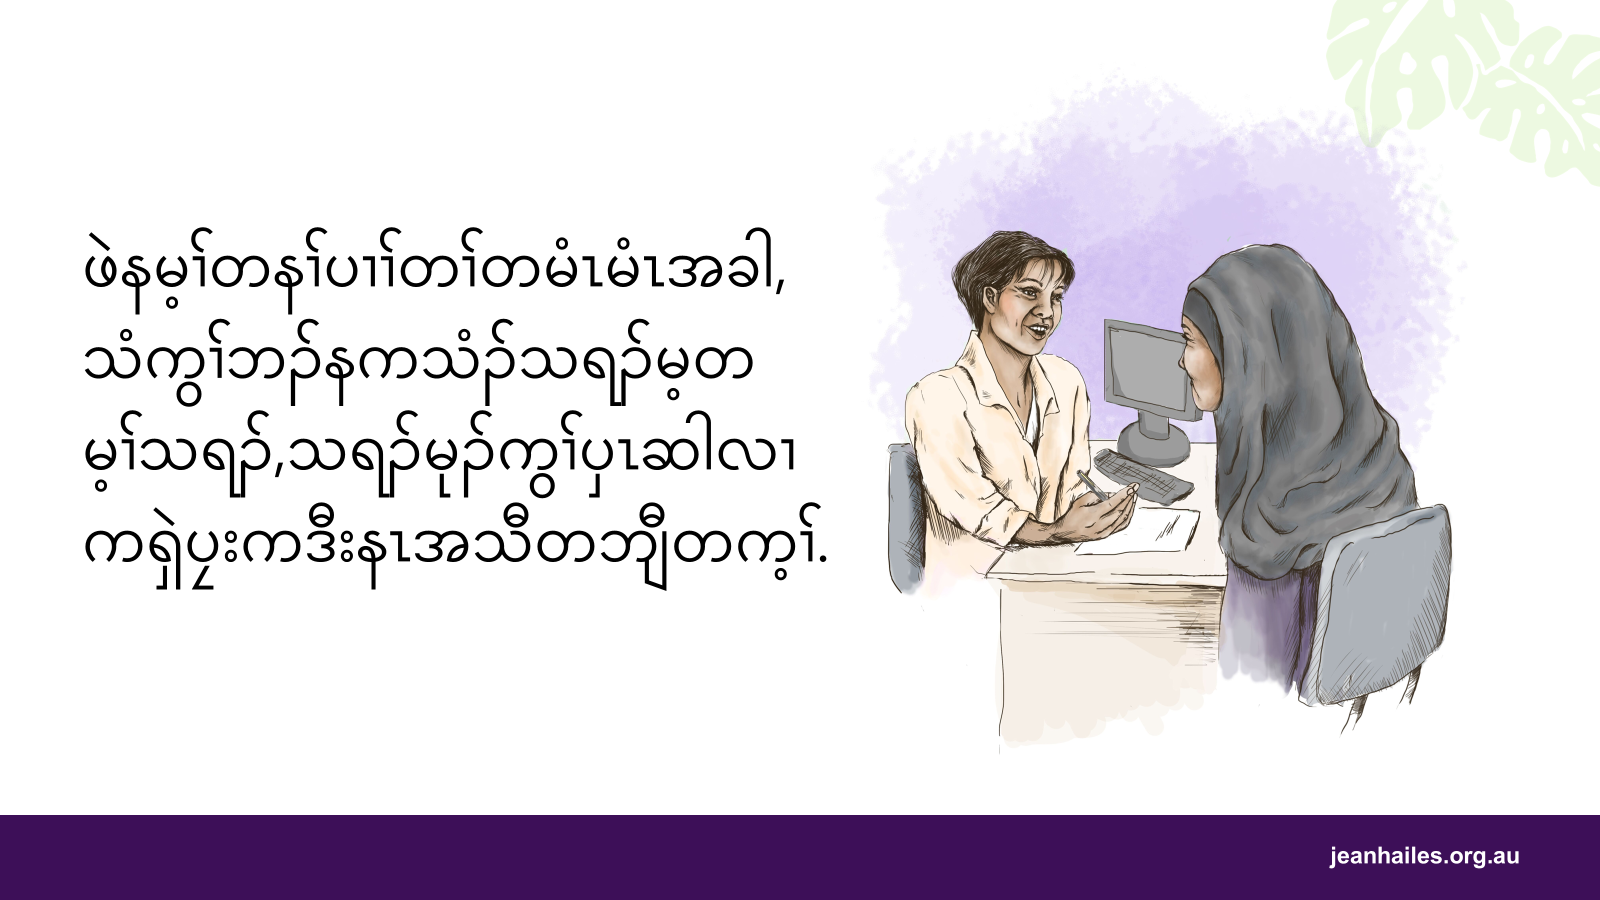 ဖဲနမ့ၢ်တနၢ်ပၢၢ်တၢ်တမံၤမံၤအခါ,
သံကွၢ်ဘၣ်နကသံၣ်သရၣ်မ့တ
မ့ၢ်သရၣ်,သရၣ်မုၣ်ကွၢ်ပှၤဆါလၢ
ကရှဲပှးကဒီးနၤအသီတဘျီတက့ၢ်.
jeanhailes.org.au